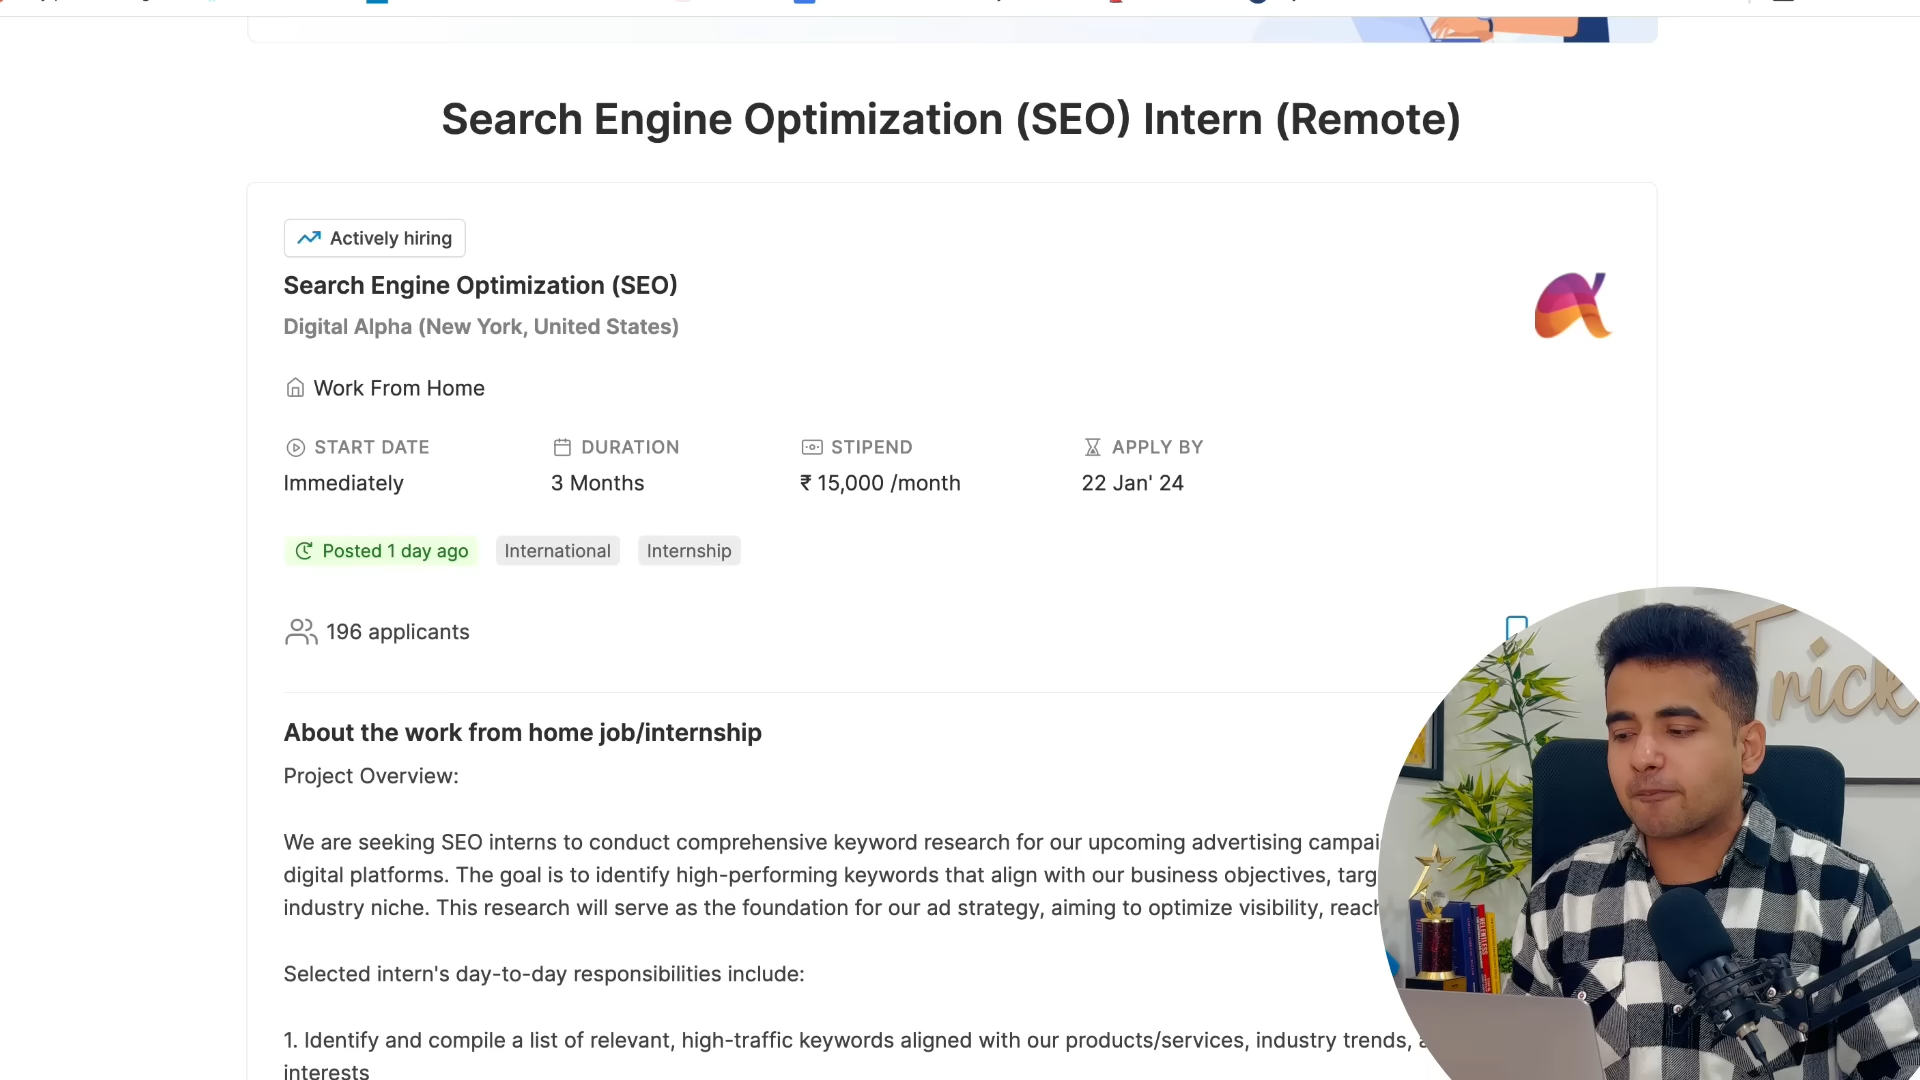 Search Engine Optimization (SEO) Intern (Remote)
Actively hiring
Search Engine Optimization (SEO)
Digital Alpha (New York, United States)
Work From Home
START DATE DURATION STIPEND APPLY BY
Immediately 3 Months ₹ 15,000 /month 22 Jan' 24
Posted 1 day ago International Internship
196 applicants
About the work from home job/internship
Project Overview:
We are seeking SEO interns to conduct comprehensive keyword research for our upcoming advertising campai
digital platforms. The goal is to identify high-performing keywords that align with our business objectives, targ
industry niche. This research will serve as the foundation for our ad strategy, aiming to optimize visibility, reach
Selected intern's day-to-day responsibilities include:
1. Identify and compile a list of relevant, high-traffic keywords aligned with our products/services, industry trends,
interests
Trick